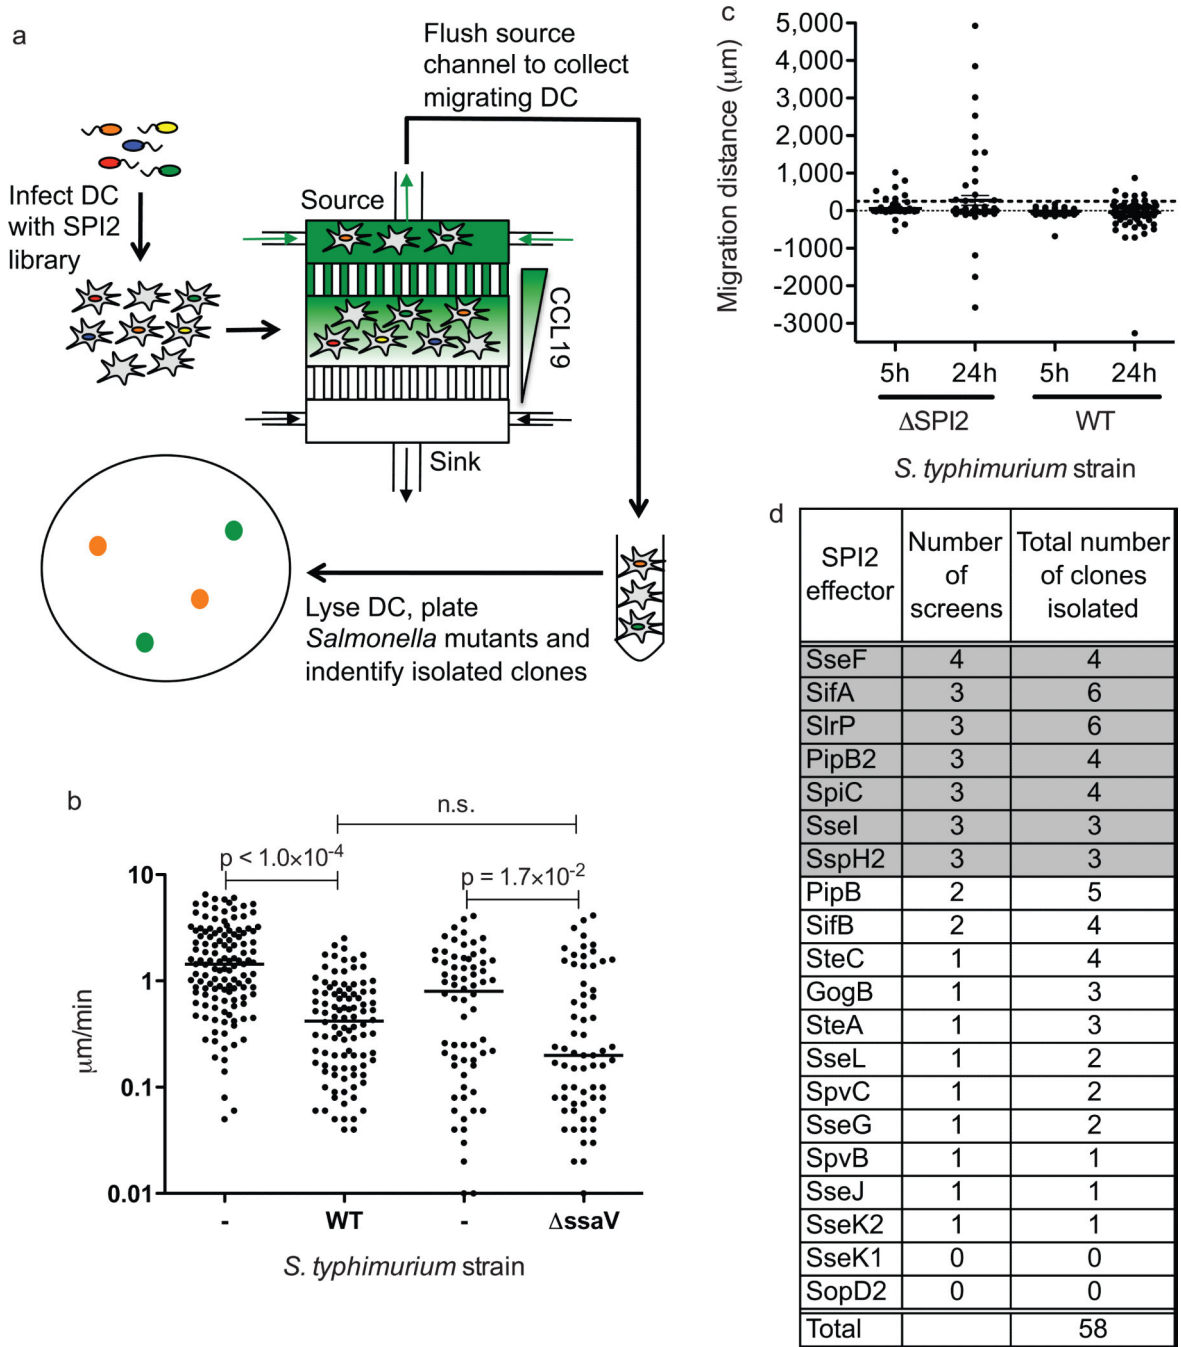 a
Flush source
channel to collect
migrating DC
Infect DC
with SPI2
library
Source
CCL19
Sink
Lyse DC, plate
Salmonella mutants and
indentify isolated clones
b
n.s.
p < 1.0×10⁻⁴
p = 1.7×10⁻²
10
1
0.1
0.01
μm/min
- WT - ΔssaV
S. typhimurium strain
c
Migration distance (μm)
5,000
4,000
3,000
2,000
1,000
0
-1000
-2000
-3000
5h 24h 5h 24h
ΔSPI2 WT
S. typhimurium strain
d
SPI2 effector Number of screens Total number of clones isolated
SseF 4 4
SifA 3 6
SlrP 3 6
PipB2 3 4
SpiC 3 4
SseI 3 3
SspH2 3 3
PipB 2 5
SifB 2 4
SteC 1 4
GogB 1 3
SteA 1 3
SseL 1 2
SpvC 1 2
SseG 1 2
SpvB 1 1
SseJ 1 1
SseK2 1 1
SseK1 0 0
SopD2 0 0
Total 58